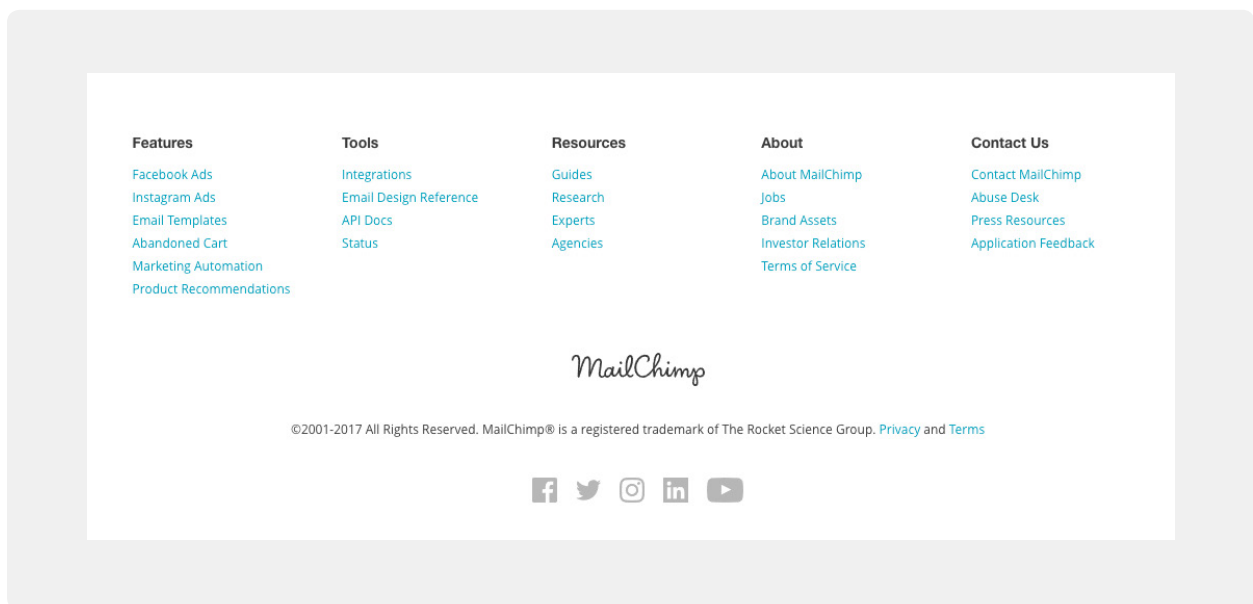 Features
Facebook Ads
Instagram Ads
Email Templates
Abandoned Cart
Marketing Automation
Product Recommendations
Tools
Integrations
Email Design Reference
API Docs
Status
Resources
Guides
Research
Experts
Agencies
About
About MailChimp
Jobs
Brand Assets
Investor Relations
Terms of Service
Contact Us
Contact MailChimp
Abuse Desk
Press Resources
Application Feedback
MailChimp
©2001-2017 All Rights Reserved. MailChimp® is a registered trademark of The Rocket Science Group. Privacy and Terms